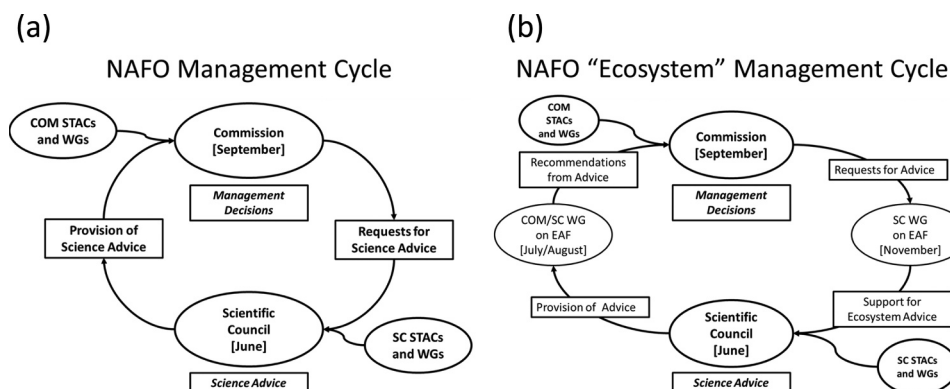 (a)
NAFO Management Cycle
COM STACs
and WGs
Commission
[September]
Management
Decisions
Provision of
Science Advice
Requests for
Science Advice
Scientific
Council
[June]
SC STACs
and WGs
Science Advice
(b)
NAFO “Ecosystem” Management Cycle
COM
STACs
and WGs
Commission
[September]
Recommendations
from Advice
Requests for Advice
Management
Decisions
COM/SC WG
on EAF
[July/August]
SC WG
on EAF
[November]
Provision of Advice
Support for
Ecosystem Advice
Scientific
Council
[June]
SC STACs
and WGs
Science Advice